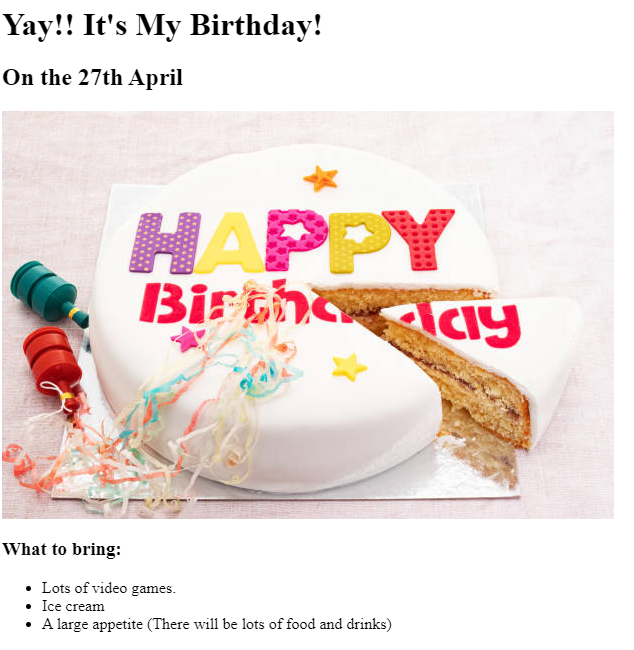 Yay!! It's My Birthday!
On the 27th April
HAPPY
Birthday
What to bring:
Lots of video games.
Ice cream
A large appetite (There will be lots of food and drinks)